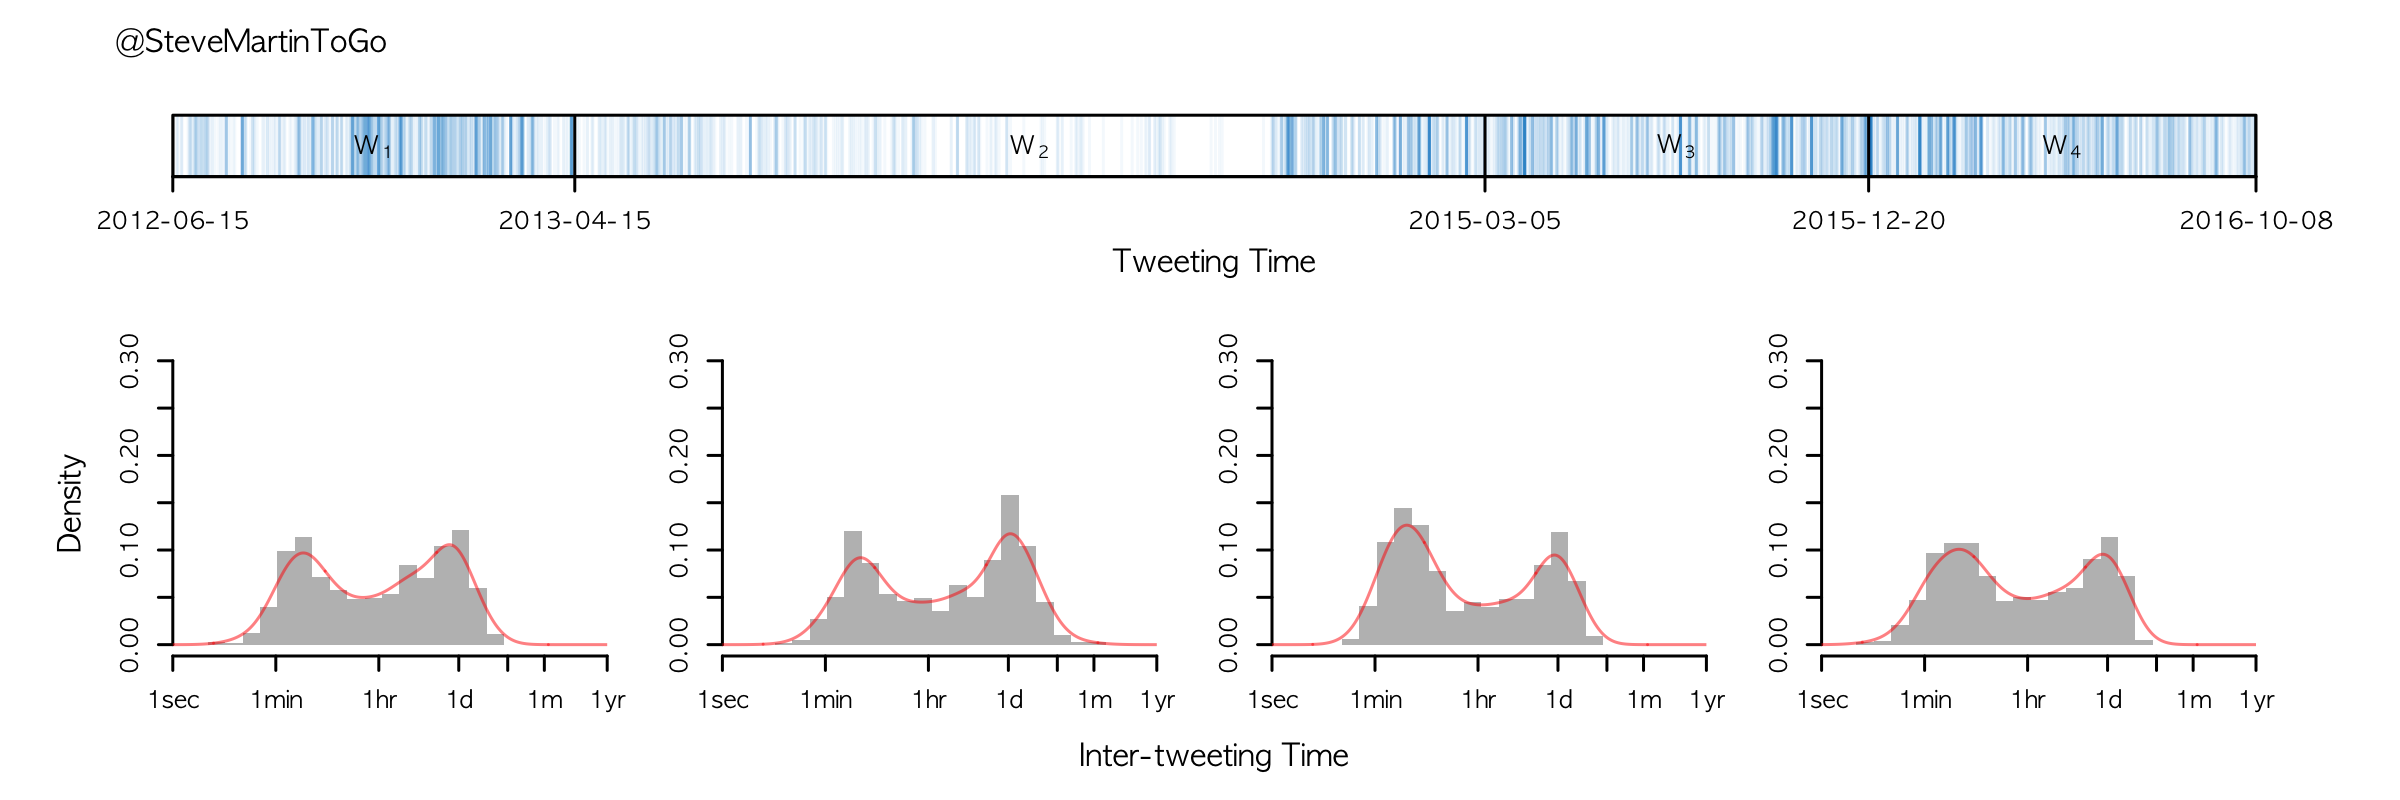 @SteveMartinToGo
W1 W2 W3 W4
2012-06-15 2013-04-15 2015-03-05 2015-12-20 2016-10-08
Tweeting Time
Density
0.00 0.10 0.20 0.30
0.00 0.10 0.20 0.30
0.00 0.10 0.20 0.30
0.00 0.10 0.20 0.30
1sec 1min 1hr 1d 1m 1yr
1sec 1min 1hr 1d 1m 1yr
1sec 1min 1hr 1d 1m 1yr
1sec 1min 1hr 1d 1m 1yr
Inter-tweeting Time